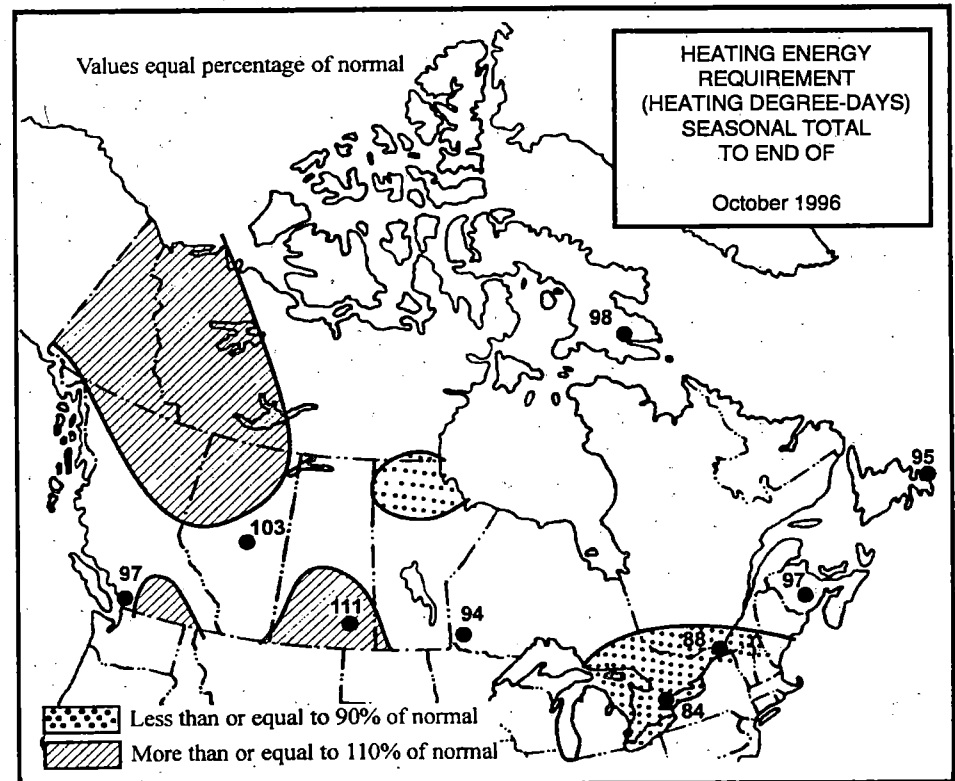 Values equal percentage of normal
HEATING ENERGY
REQUIREMENT
(HEATING DEGREE-DAYS)
SEASONAL TOTAL
TO END OF
October 1996
98
95
103
97
97
111
94
88
84
Less than or equal to 90% of normal
More than or equal to 110% of normal